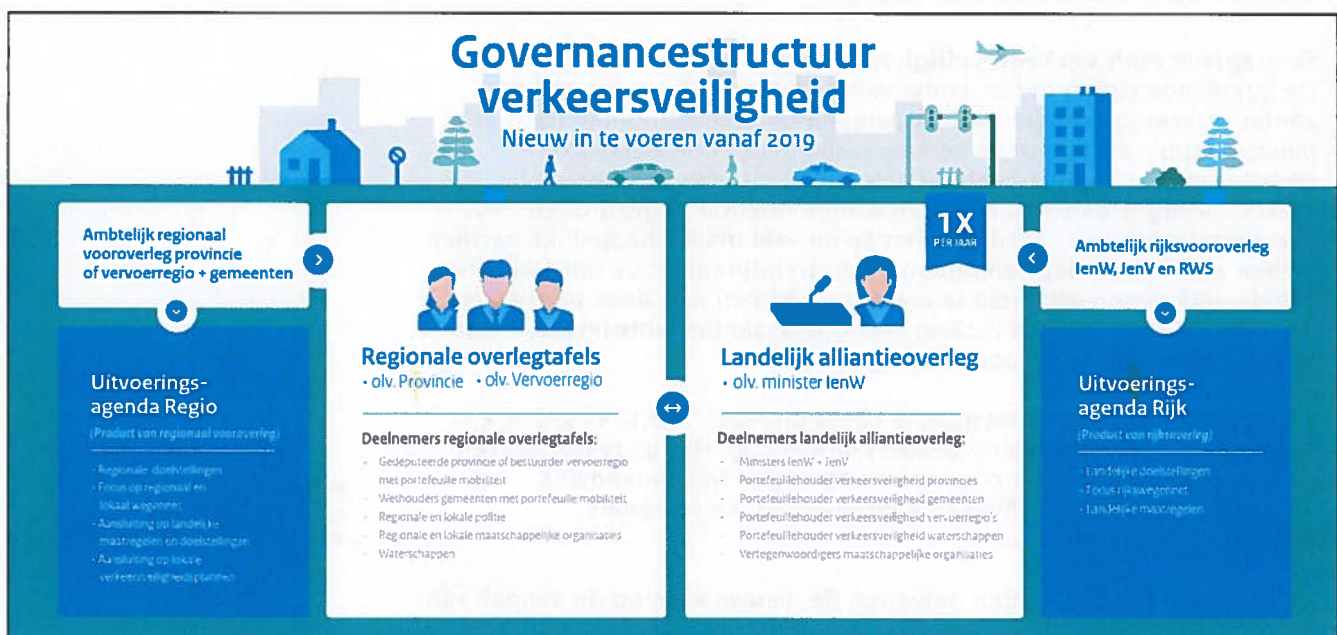 Governancestructuur
verkeersveiligheid
Nieuw in te voeren vanaf 2019
Ambtelijk regionaal
vooroverleg provincie
of vervoerregio + gemeenten
Uitvoerings-
agenda Regio
(Product van regionaal vooroverleg)
- Regionale doelstellingen
- Focus op regionaal en
lokaal wegennet
- Aansluiting op landelijke
maatregelen en doelstellingen
- Aansluiting op lokale
verkeersveiligheidsplannen
Regionale overlegtafels
• olv. Provincie • olv. Vervoerregio
Deelnemers regionale overlegtafels:
- Gedeputeerde provincie of bestuurder vervoerregio
met portefeuille mobiliteit
- Wethouders gemeenten met portefeuille mobiliteit
- Regionale en lokale politie
- Regionale en lokale maatschappelijke organisaties
- Waterschappen
1X
PER JAAR
Landelijk alliantieoverleg
• olv. minister IenW
Deelnemers landelijk alliantieoverleg:
- Ministers IenW + JenV
- Portefeuillehouder verkeersveiligheid provincies
- Portefeuillehouder verkeersveiligheid gemeenten
- Portefeuillehouder verkeersveiligheid vervoerregio's
- Portefeuillehouder verkeersveiligheid waterschappen
- Vertegenwoordigers maatschappelijke organisaties
Ambtelijk rijksvooroverleg
IenW, JenV en RWS
Uitvoerings-
agenda Rijk
(Product van rijksoverleg)
- Landelijke doelstellingen
- Focus rijkswegennet
- Landelijke maatregelen